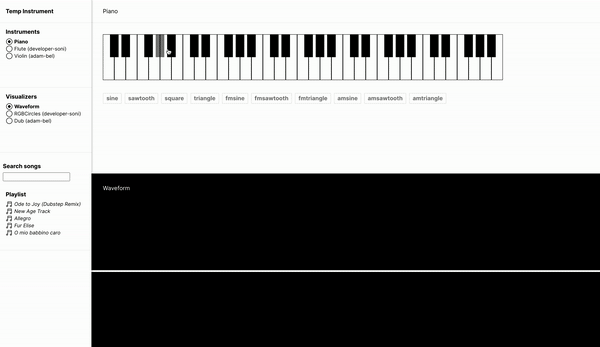 Temp Instrument
Piano
Instruments
Piano
Flute (developer-soni)
Violin (adam-bel)
sine
sawtooth
square
triangle
fmsine
fmsawtooth
fmtriangle
amsine
amsawtooth
amtriangle
Visualizers
Waveform
RGBCircles (developer-soni)
Dub (adam-bel)
Search songs
Playlist
Ode to Joy (Dubstep Remix)
New Age Track
Allegro
Fur Elise
O mio babbino caro
Waveform